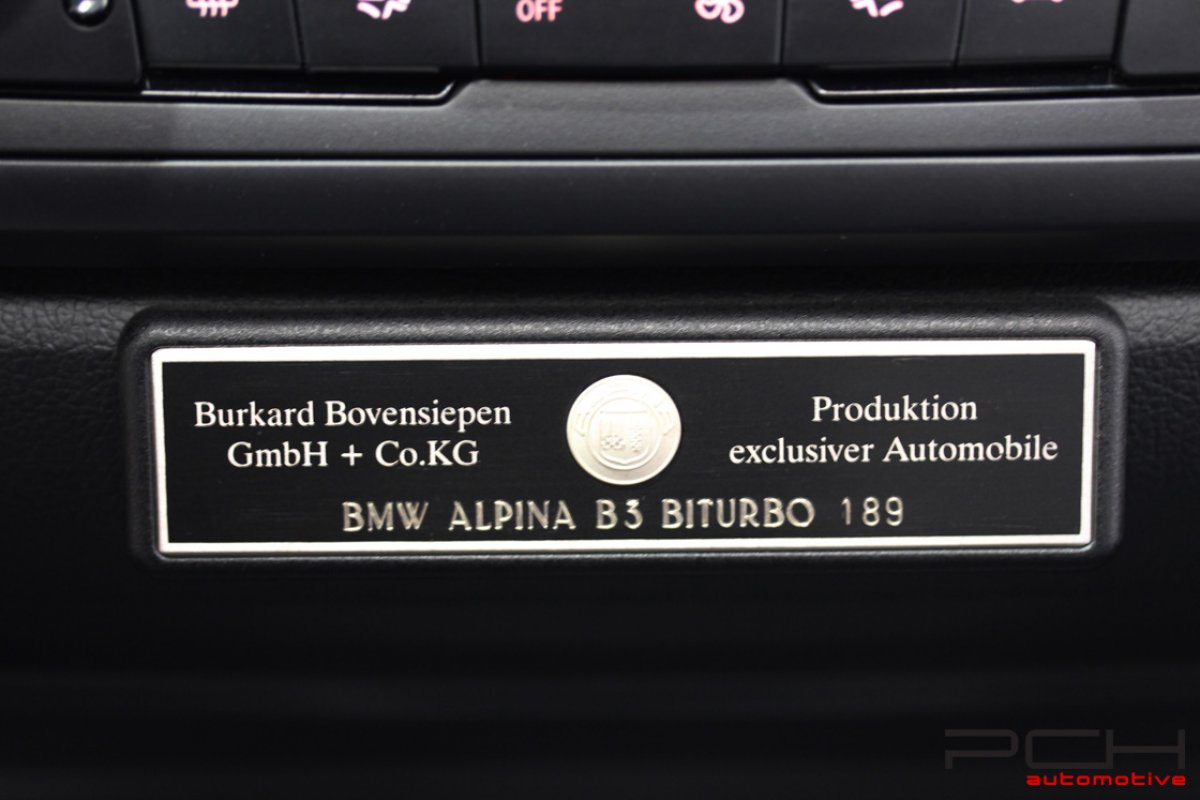 OFF
Burkard Bovensiepen
GmbH + Co.KG
Produktion
exclusiver Automobile
BMW ALPINA B3 BITURBO 189
PCH
automotive